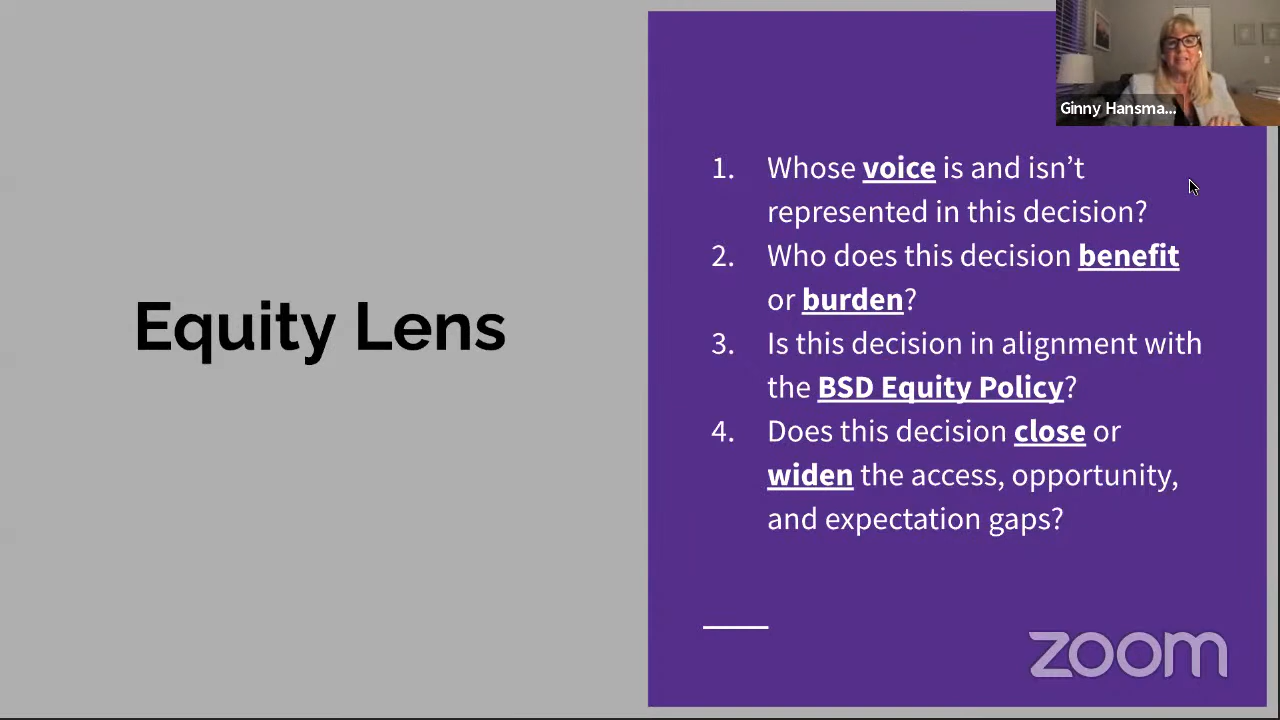 Equity Lens
Ginny Hansma...
1. Whose voice is and isn’t
represented in this decision?
2. Who does this decision benefit
or burden?
3. Is this decision in alignment with
the BSD Equity Policy?
4. Does this decision close or
widen the access, opportunity,
and expectation gaps?
zoom